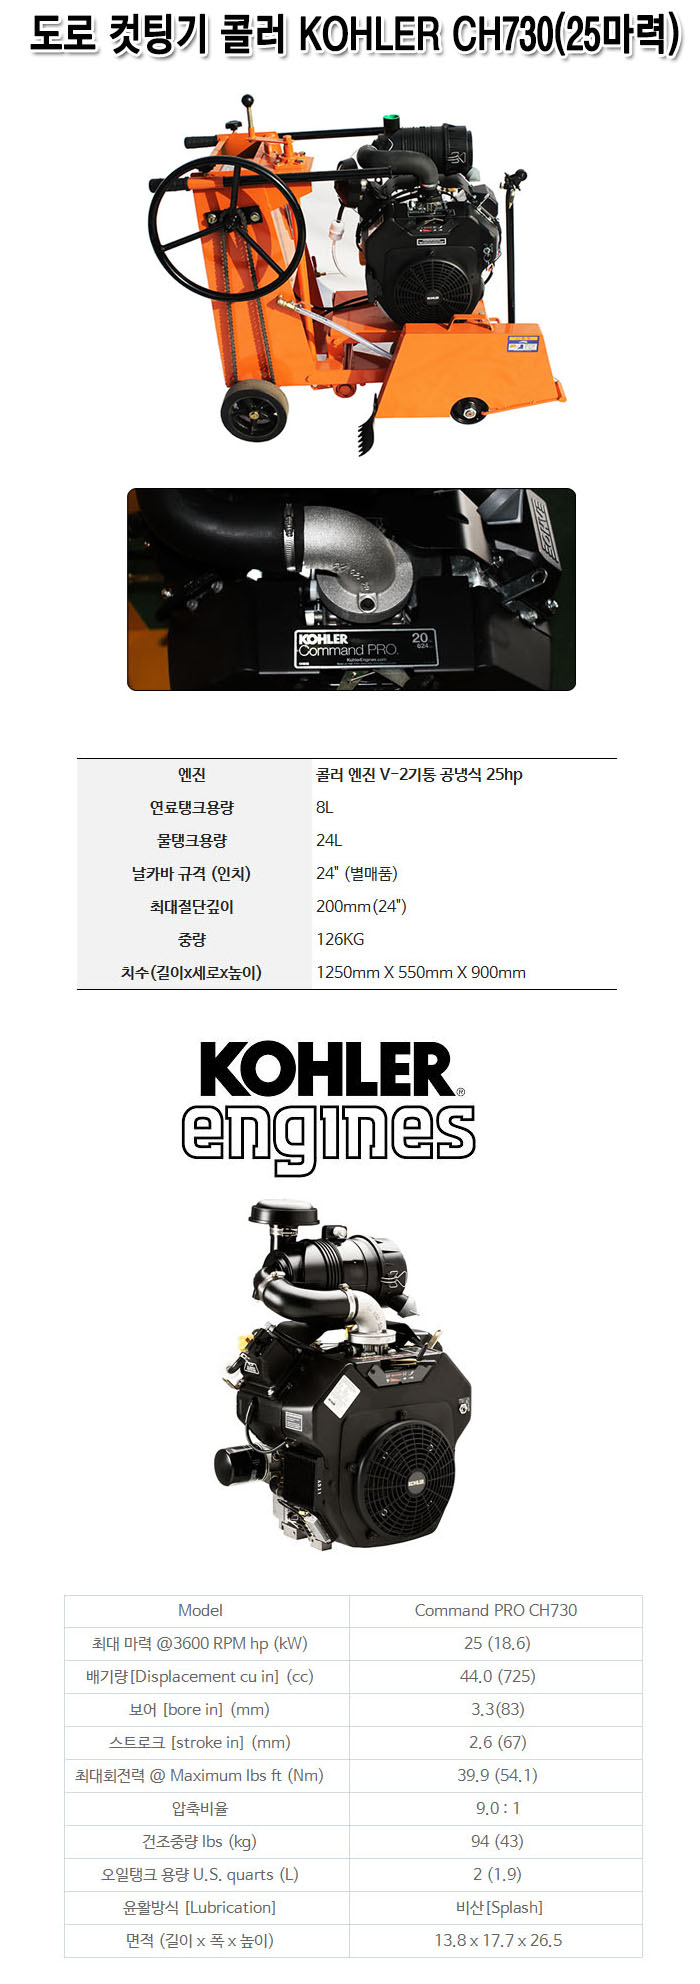 도로 컷팅기 콜러 KOHLER CH730(25마력)
KOHLER
KOHLER
Command PRO.
20
624
KohlerEngines.com
엔진 콜러 엔진 V-2기통 공냉식 25hp
연료탱크용량 8L
물탱크용량 24L
날카바 규격 (인치) 24" (별매품)
최대절단깊이 200mm(24")
중량 126KG
치수(길이x세로x높이) 1250mm X 550mm X 900mm
KOHLER®
engines
KOHLER
Model Command PRO CH730
최대 마력 @3600 RPM hp (kW) 25 (18.6)
배기량[Displacement cu in] (cc) 44.0 (725)
보어 [bore in] (mm) 3.3(83)
스트로크 [stroke in] (mm) 2.6 (67)
최대회전력 @ Maximum lbs ft (Nm) 39.9 (54.1)
압축비율 9.0 : 1
건조중량 lbs (kg) 94 (43)
오일탱크 용량 U.S. quarts (L) 2 (1.9)
윤활방식 [Lubrication] 비산[Splash]
면적 (길이 x 폭 x 높이) 13.8 x 17.7 x 26.5